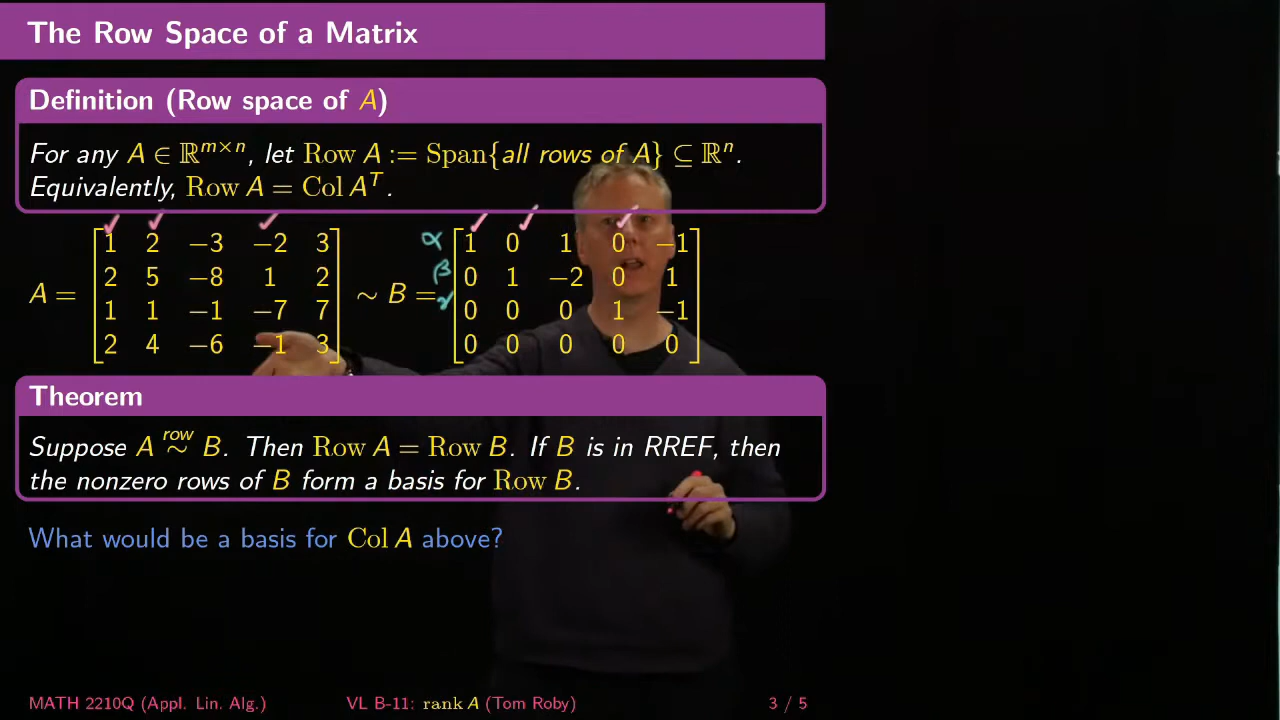 The Row Space of a Matrix
Definition (Row space of A)
For any A ∈ ℝ^{m×n}, let Row A := Span{all rows of A} ⊆ ℝ^n.
Equivalently, Row A = Col A^T.
A = [1 2 −3 −2 3; 2 5 −8 1 2; 1 1 −1 −7 7; 2 4 −6 −1 3] ∼ B = α β γ [1 0 1 0 −1; 0 1 −2 0 1; 0 0 0 1 −1; 0 0 0 0 0]
Theorem
Suppose A ∼^{row} B. Then Row A = Row B. If B is in RREF, then
the nonzero rows of B form a basis for Row B.
What would be a basis for Col A above?
MATH 2210Q (Appl. Lin. Alg.) VL B-11: rank A (Tom Roby) 3 / 5